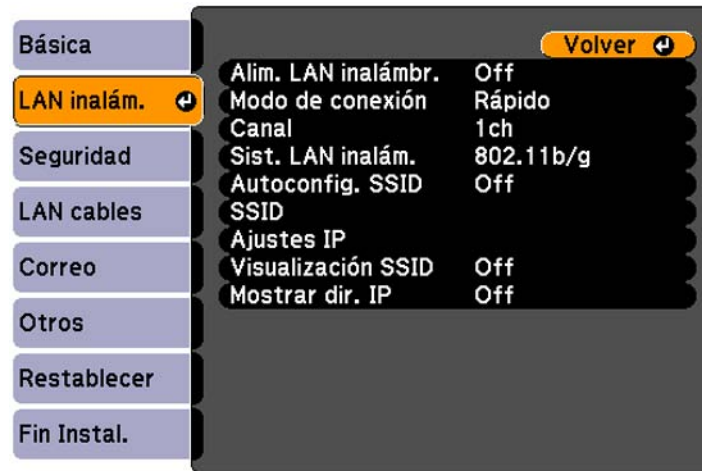 Básica
LAN inalám.
Seguridad
LAN cables
Correo
Otros
Restablecer
Fin Instal.
Volver
Alim. LAN inalámbr. Off
Modo de conexión Rápido
Canal 1ch
Sist. LAN inalám. 802.11b/g
Autoconfig. SSID Off
SSID
Ajustes IP
Visualización SSID Off
Mostrar dir. IP Off